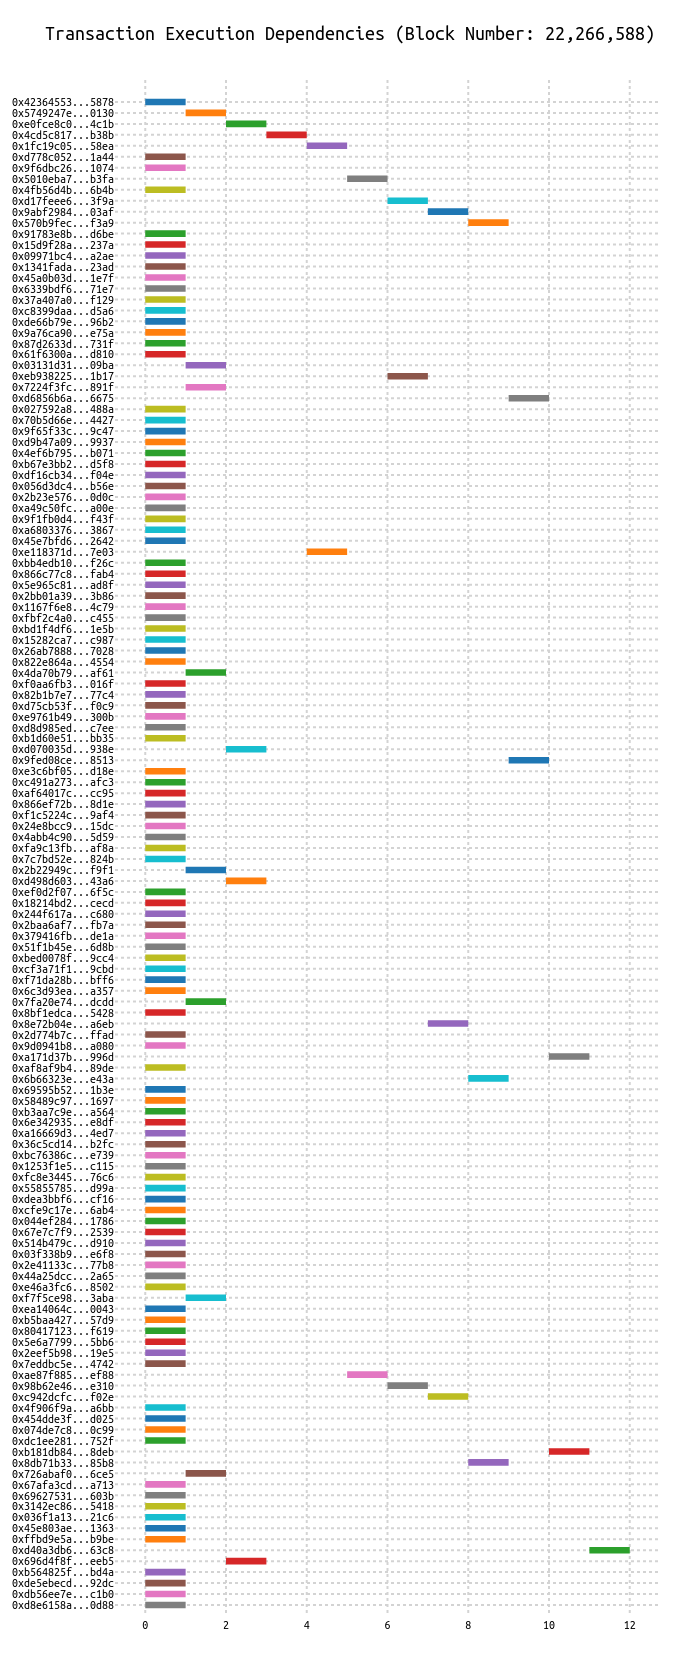 Transaction Execution Dependencies (Block Number: 22,266,588)
0x42364553...5878
0x5749247e...0130
0xe0fce8c0...4c1b
0x4cd5c817...b38b
0x1fc19c05...58ea
0xd778c052...1a44
0x9f6dbc26...1074
0x5010eba7...b3fa
0x4fb56d4b...6b4b
0xd17feee6...3f9a
0x9abf2984...03af
0x570b9fec...f3a9
0x91783e8b...d6be
0x15d9f28a...237a
0x09971bc4...a2ae
0x1341fada...23ad
0x45a0b03d...1e7f
0x6339bdf6...71e7
0x37a407a0...f129
0xc8399daa...d5a6
0xde66b79e...96b2
0x9a76ca90...e75a
0x87d2633d...731f
0x61f6300a...d810
0x03131d31...09ba
0xeb938225...1b17
0x7224f3fc...891f
0xd6856b6a...6675
0x027592a8...488a
0x70b5d66e...4427
0x9f65f33c...9c47
0xd9b47a09...9937
0x4ef6b795...b071
0xb67e3bb2...d5f8
0xdf16cb34...f04e
0x056d3dc4...b56e
0x2b23e576...0d0c
0xa49c50fc...a00e
0x9f1fb0d4...f43f
0xa6803376...3867
0x45e7bfd6...2642
0xe118371d...7e03
0xbb4edb10...f26c
0x866c77c8...fab4
0x5e965c81...ad8f
0x2bb01a39...3b86
0x1167f6e8...4c79
0xfbf2c4a0...c455
0xbd1f4df6...1e5b
0x15282ca7...c987
0x26ab7888...7028
0x822e864a...4554
0x4da70b79...af61
0xf0aa6fb3...016f
0x82b1b7e7...77c4
0xd75cb53f...f0c9
0xe9761b49...300b
0xd8d985ed...c7ee
0xb1d60e51...bb35
0xd070035d...938e
0x9fed08ce...8513
0xe3c6bf05...d18e
0xc491a273...afc3
0xaf64017c...cc95
0x866ef72b...8d1e
0xf1c5224c...9af4
0x24e8bcc9...15dc
0x4abb4c90...5d59
0xfa9c13fb...af8a
0x7c7bd52e...824b
0x2b22949c...f9f1
0xd498d603...43a6
0xef0d2f07...6f5c
0x18214bd2...cecd
0x244f617a...c680
0x2baa6af7...fb7a
0x379416fb...de1a
0x51f1b45e...6d8b
0xbed0078f...9cc4
0xcf3a71f1...9cbd
0xf71da28b...bff6
0x6c3d93ea...a357
0x7fa20e74...dcdd
0x8bf1edca...5428
0x8e72b04e...a6eb
0x2d774b7c...ffad
0x9d0941b8...a080
0xa171d37b...996d
0xaf8af9b4...89de
0x6b66323e...e43a
0x69595b52...1b3e
0x58489c97...1697
0xb3aa7c9e...a564
0x6e342935...e8df
0xa16669d3...4ed7
0x36c5cd14...b2fc
0xbc76386c...e739
0x1253f1e5...c115
0xfc8e3445...76c6
0x55855785...d99a
0xdea3bbf6...cf16
0xcfe9c17e...6ab4
0x044ef284...1786
0x67e7c7f9...2539
0x514b479c...d910
0x03f338b9...e6f8
0x2e41133c...77b8
0x44a25dcc...2a65
0xe46a3fc6...8502
0xf7f5ce98...3aba
0xea14064c...0043
0xb5baa427...57d9
0x80417123...f619
0x5e6a7799...5bb6
0x2eef5b98...19e5
0x7eddbc5e...4742
0xae87f885...ef88
0x98b62e46...e310
0xc942dcfc...f02e
0x4f906f9a...a6bb
0x454dde3f...d025
0x074de7c8...0c99
0xdc1ee281...752f
0xb181db84...8deb
0x8db71b33...85b8
0x726abaf0...6ce5
0x67afa3cd...a713
0x69627531...603b
0x3142ec86...5418
0x036f1a13...21c6
0x45e803ae...1363
0xffbd9e5a...b9be
0xd40a3db6...63c8
0x696d4f8f...eeb5
0xb564825f...bd4a
0xde5ebecd...92dc
0xdb56ee7e...c1b0
0xd8e6158a...0d88
0 2 4 6 8 10 12